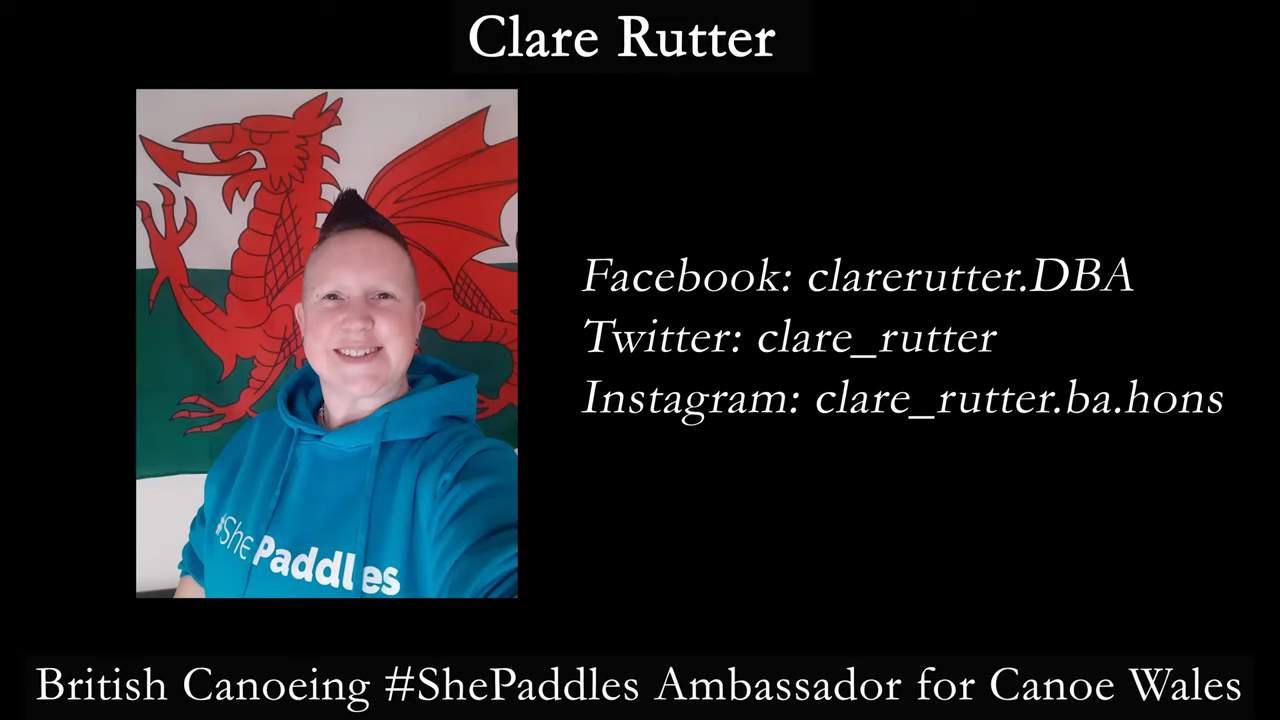 Clare Rutter
Facebook: clarerutter.DBA
Twitter: clare_rutter
Instagram: clare_rutter.ba.hons
#ShePaddles
British Canoeing #ShePaddles Ambassador for Canoe Wales